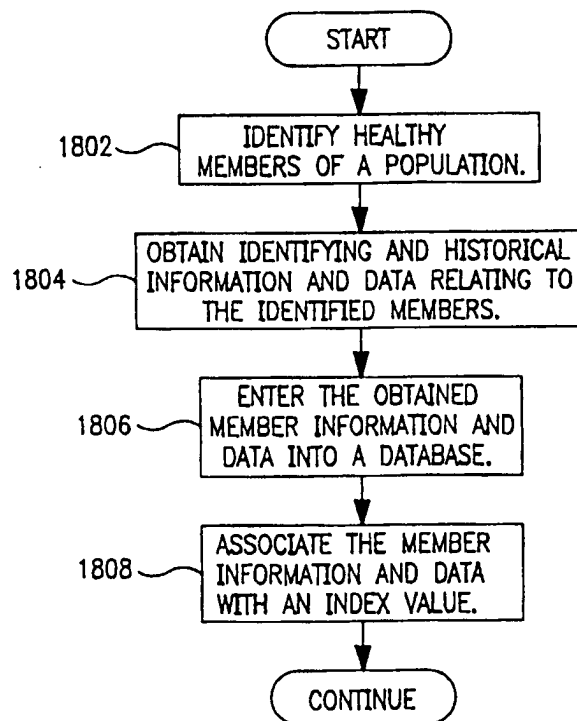 START
1802
IDENTIFY HEALTHY
MEMBERS OF A POPULATION.
1804
OBTAIN IDENTIFYING AND HISTORICAL
INFORMATION AND DATA RELATING TO
THE IDENTIFIED MEMBERS.
1806
ENTER THE OBTAINED
MEMBER INFORMATION AND
DATA INTO A DATABASE.
1808
ASSOCIATE THE MEMBER
INFORMATION AND DATA
WITH AN INDEX VALUE.
CONTINUE